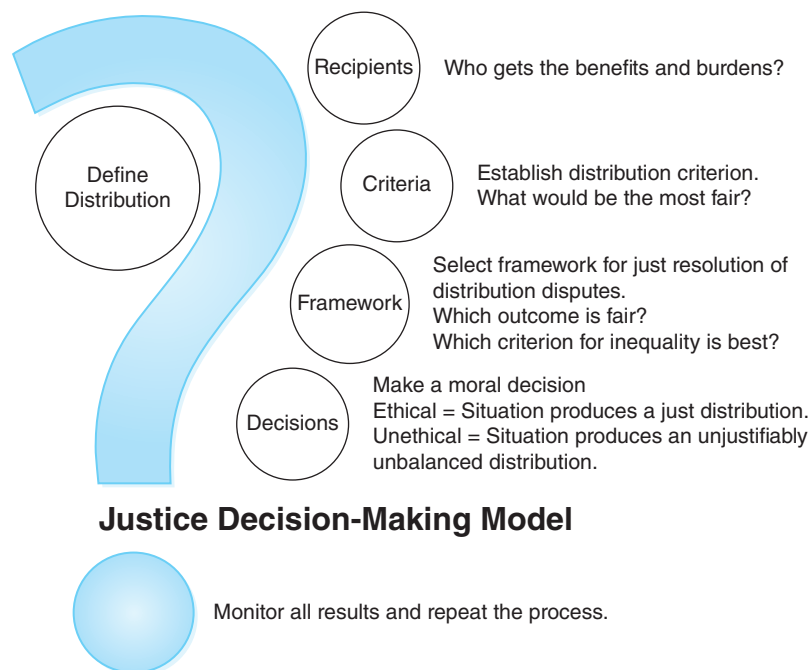 Define
Distribution
Recipients
Who gets the benefits and burdens?
Criteria
Establish distribution criterion.
What would be the most fair?
Framework
Select framework for just resolution of
distribution disputes.
Which outcome is fair?
Which criterion for inequality is best?
Decisions
Make a moral decision
Ethical = Situation produces a just distribution.
Unethical = Situation produces an unjustifiably
unbalanced distribution.
Justice Decision-Making Model
Monitor all results and repeat the process.